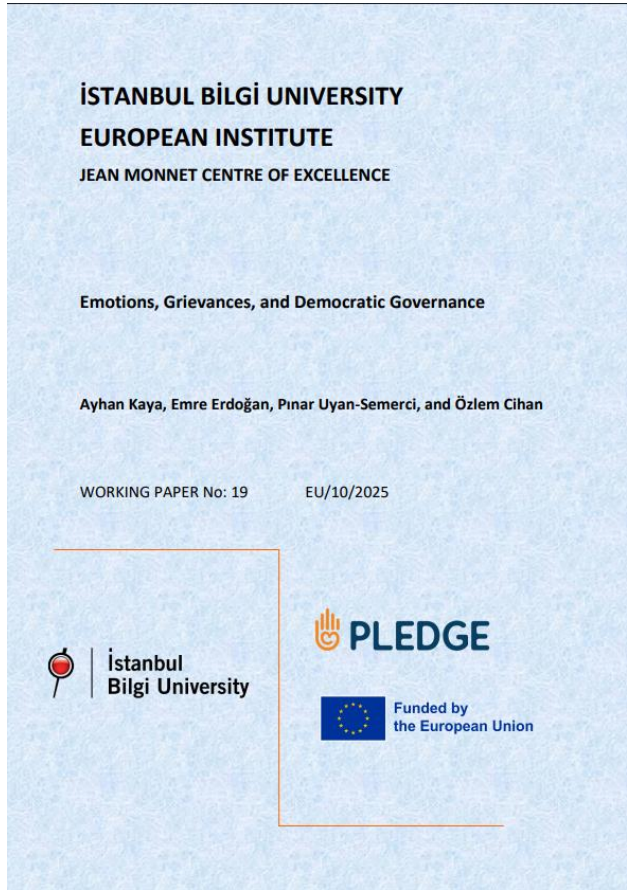 İSTANBUL BİLGİ UNIVERSITY
EUROPEAN INSTITUTE
JEAN MONNET CENTRE OF EXCELLENCE
Emotions, Grievances, and Democratic Governance
Ayhan Kaya, Emre Erdoğan, Pınar Uyan-Semerci, and Özlem Cihan
WORKING PAPER No: 19 EU/10/2025
PLEDGE
İstanbul
Bilgi University
Funded by
the European Union